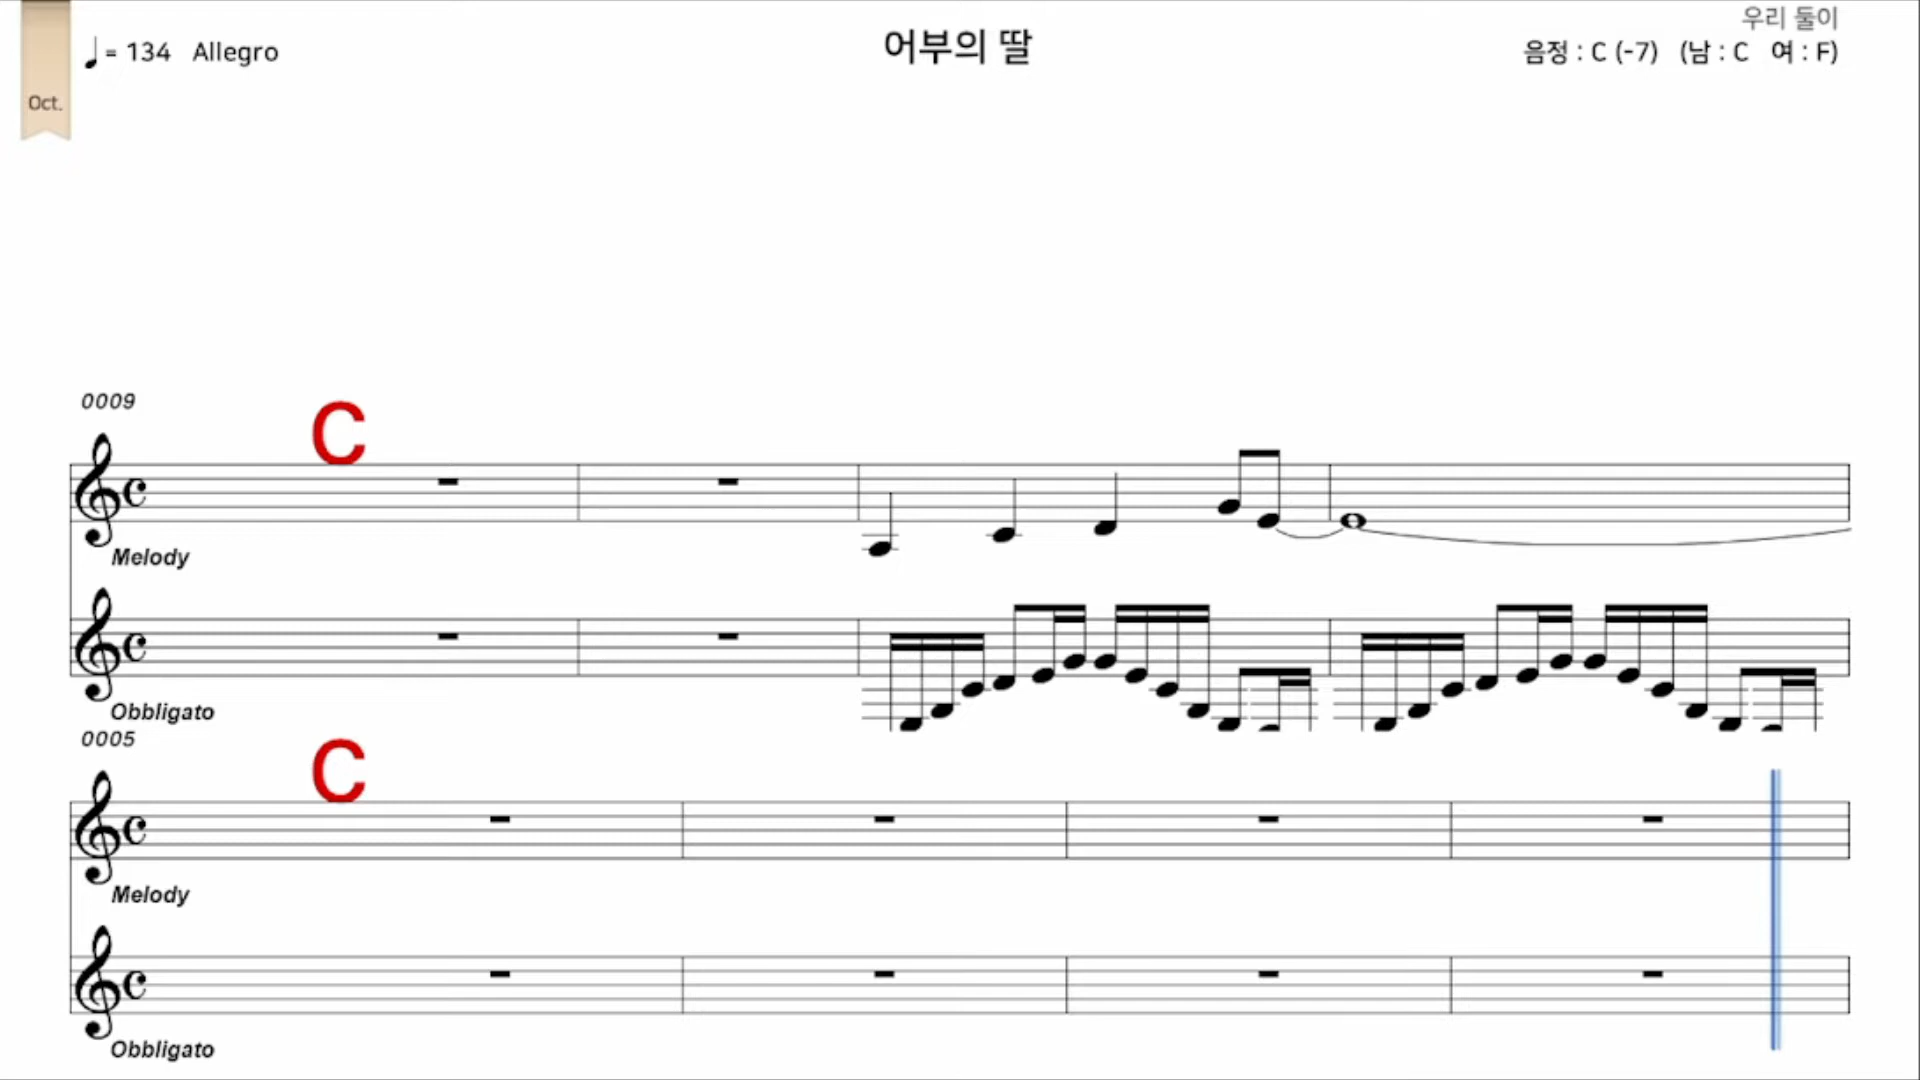 우리 둘이
♩= 134 Allegro
어부의 딸
음정 : C (-7) (남 : C 여 : F)
Oct.
0009
C
Melody
Obbligato
0005
C
Melody
Obbligato